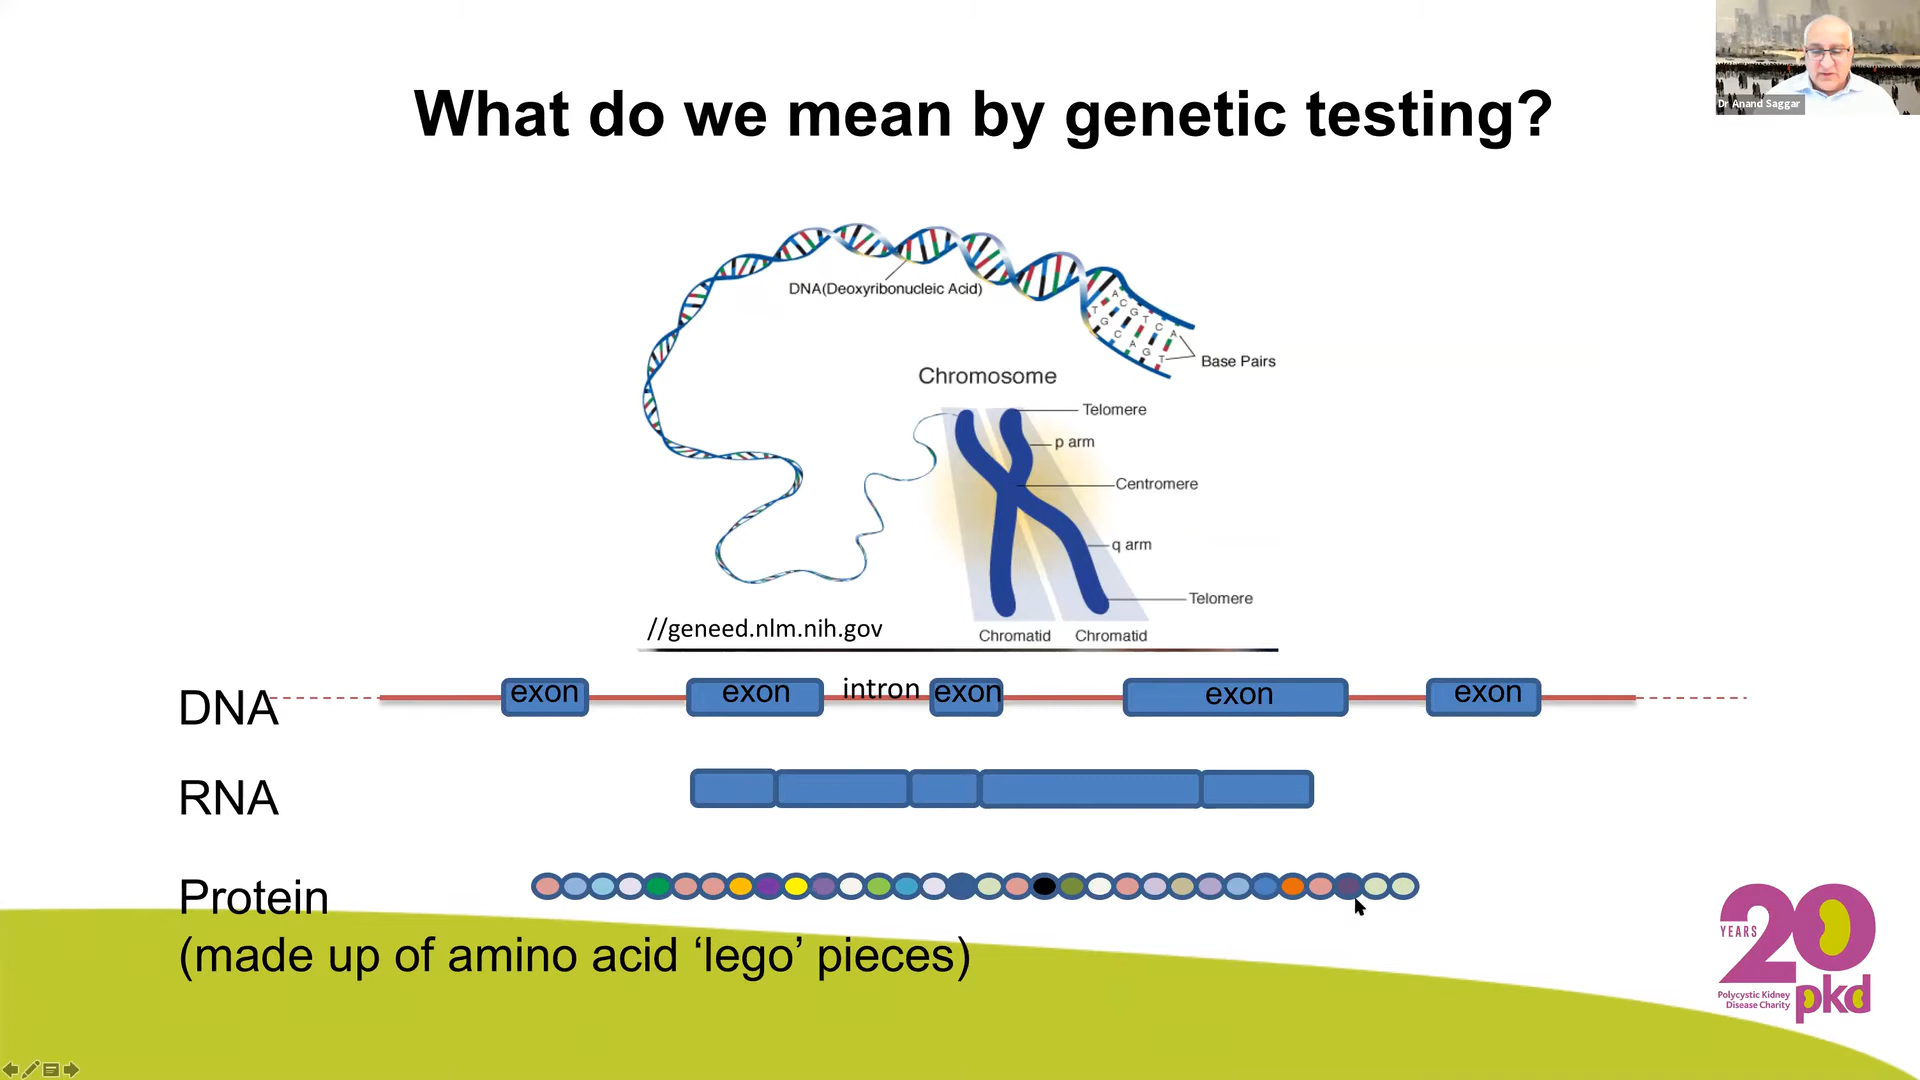 Dr Anand Saggar
What do we mean by genetic testing?
DNA(Deoxyribonucleic Acid)
A C G T C A
T G C A G T
Base Pairs
Chromosome
Telomere
p arm
Centromere
q arm
Telomere
Chromatid Chromatid
//geneed.nlm.nih.gov
DNA exon exon intron exon exon exon
RNA
Protein
(made up of amino acid ‘lego’ pieces)
20
YEARS
Polycystic Kidney
Disease Charity
pkd